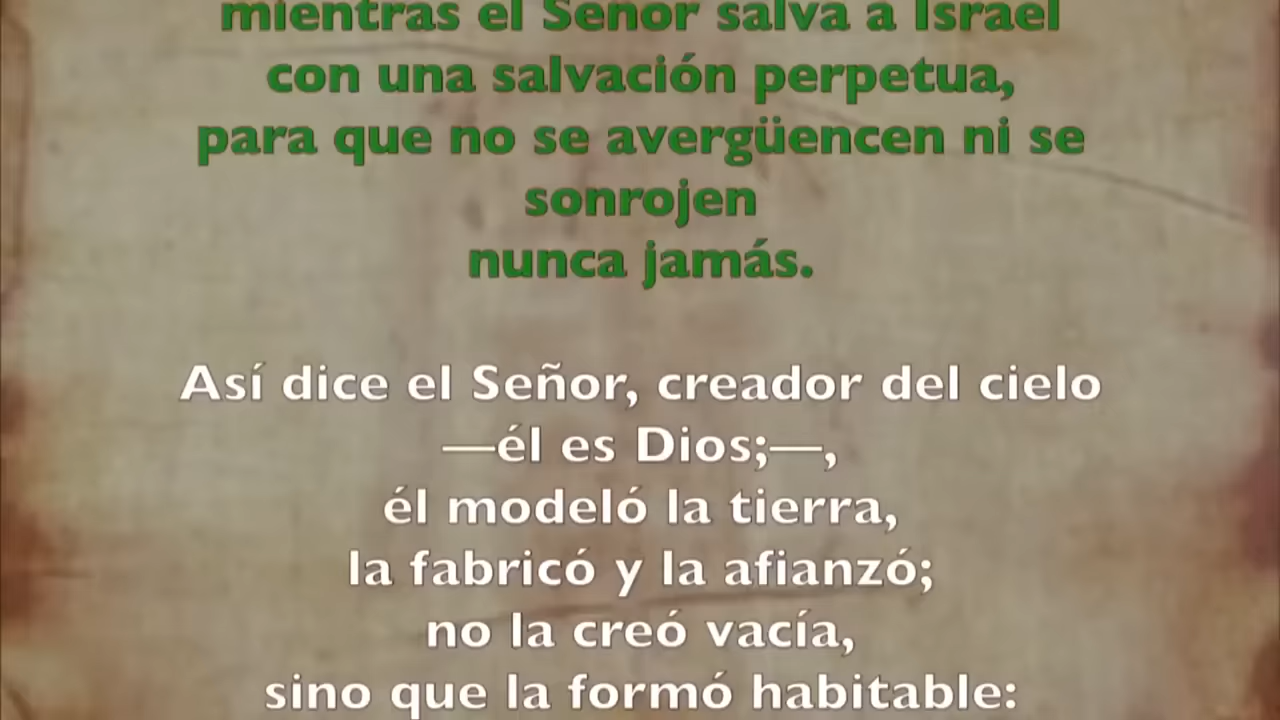 mientras el Señor salva a Israel
con una salvación perpetua,
para que no se avergüencen ni se
sonrojen
nunca jamás.
Así dice el Señor, creador del cielo
—él es Dios;—,
él modeló la tierra,
la fabricó y la afianzó;
no la creó vacía,
sino que la formó habitable: